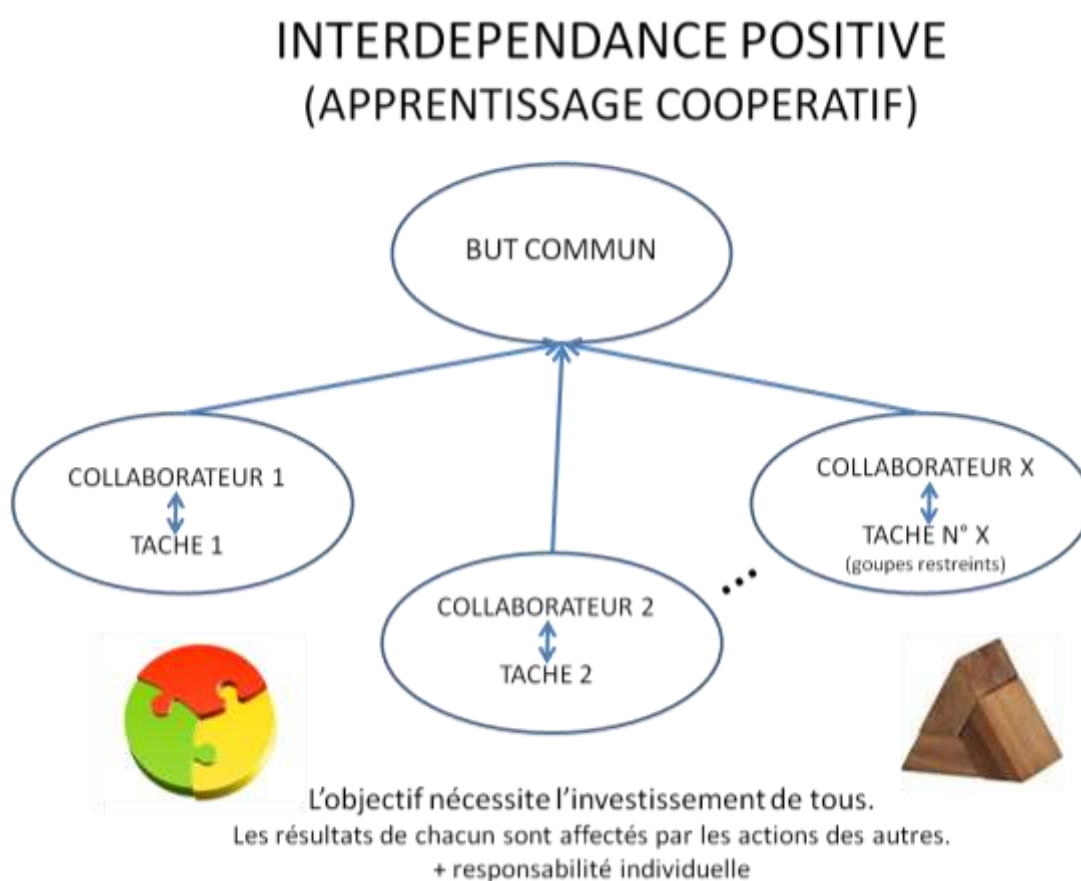 INTERDEPENDANCE POSITIVE
(APPRENTISSAGE COOPERATIF)
BUT COMMUN
COLLABORATEUR 1
TACHE 1
COLLABORATEUR 2
TACHE 2
...
COLLABORATEUR X
TACHE N° X
(goupes restreints)
L'objectif nécessite l'investissement de tous.
Les résultats de chacun sont affectés par les actions des autres.
+ responsabilité individuelle